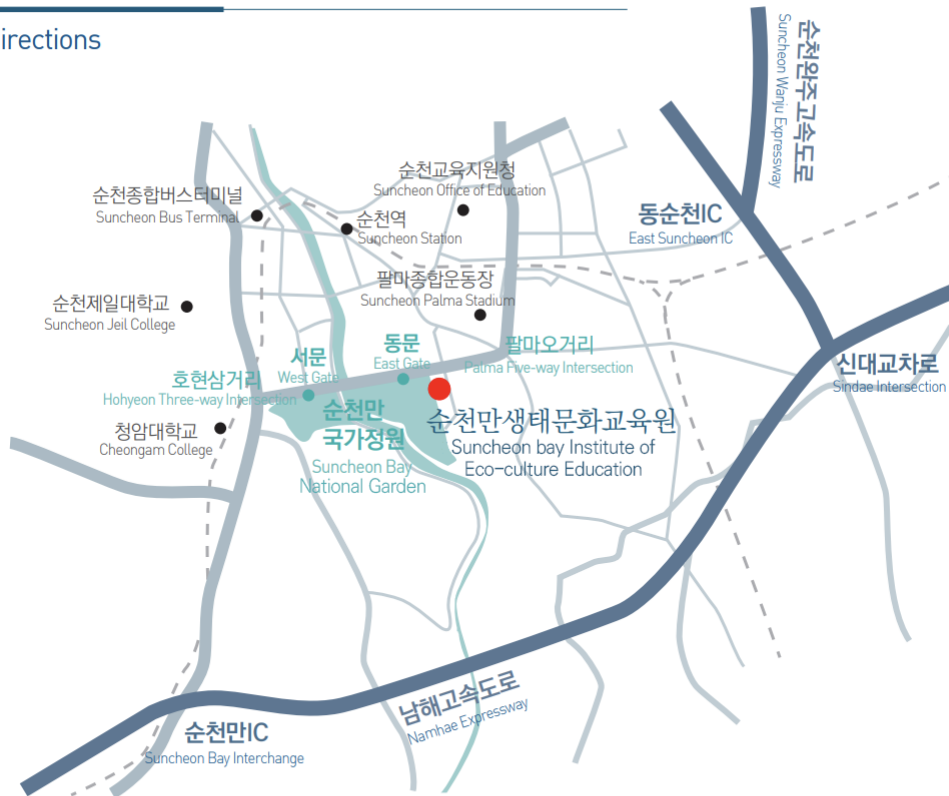 irections
순천완주고속도로
Suncheon Wanju Expressway
순천교육지원청
Suncheon Office of Education
순천종합버스터미널
Suncheon Bus Terminal
순천역
Suncheon Station
동순천IC
East Suncheon IC
팔마종합운동장
Suncheon Palma Stadium
순천제일대학교
Suncheon Jeil College
서문
West Gate
동문
East Gate
팔마오거리
Palma Five-way Intersection
신대교차로
Sindae Intersection
호현삼거리
Hohyeon Three-way Intersection
청암대학교
Cheongam College
순천만
국가정원
Suncheon Bay
National Garden
순천만생태문화교육원
Suncheon bay Institute of
Eco-culture Education
남해고속도로
Namhae Expressway
순천만IC
Suncheon Bay Interchange